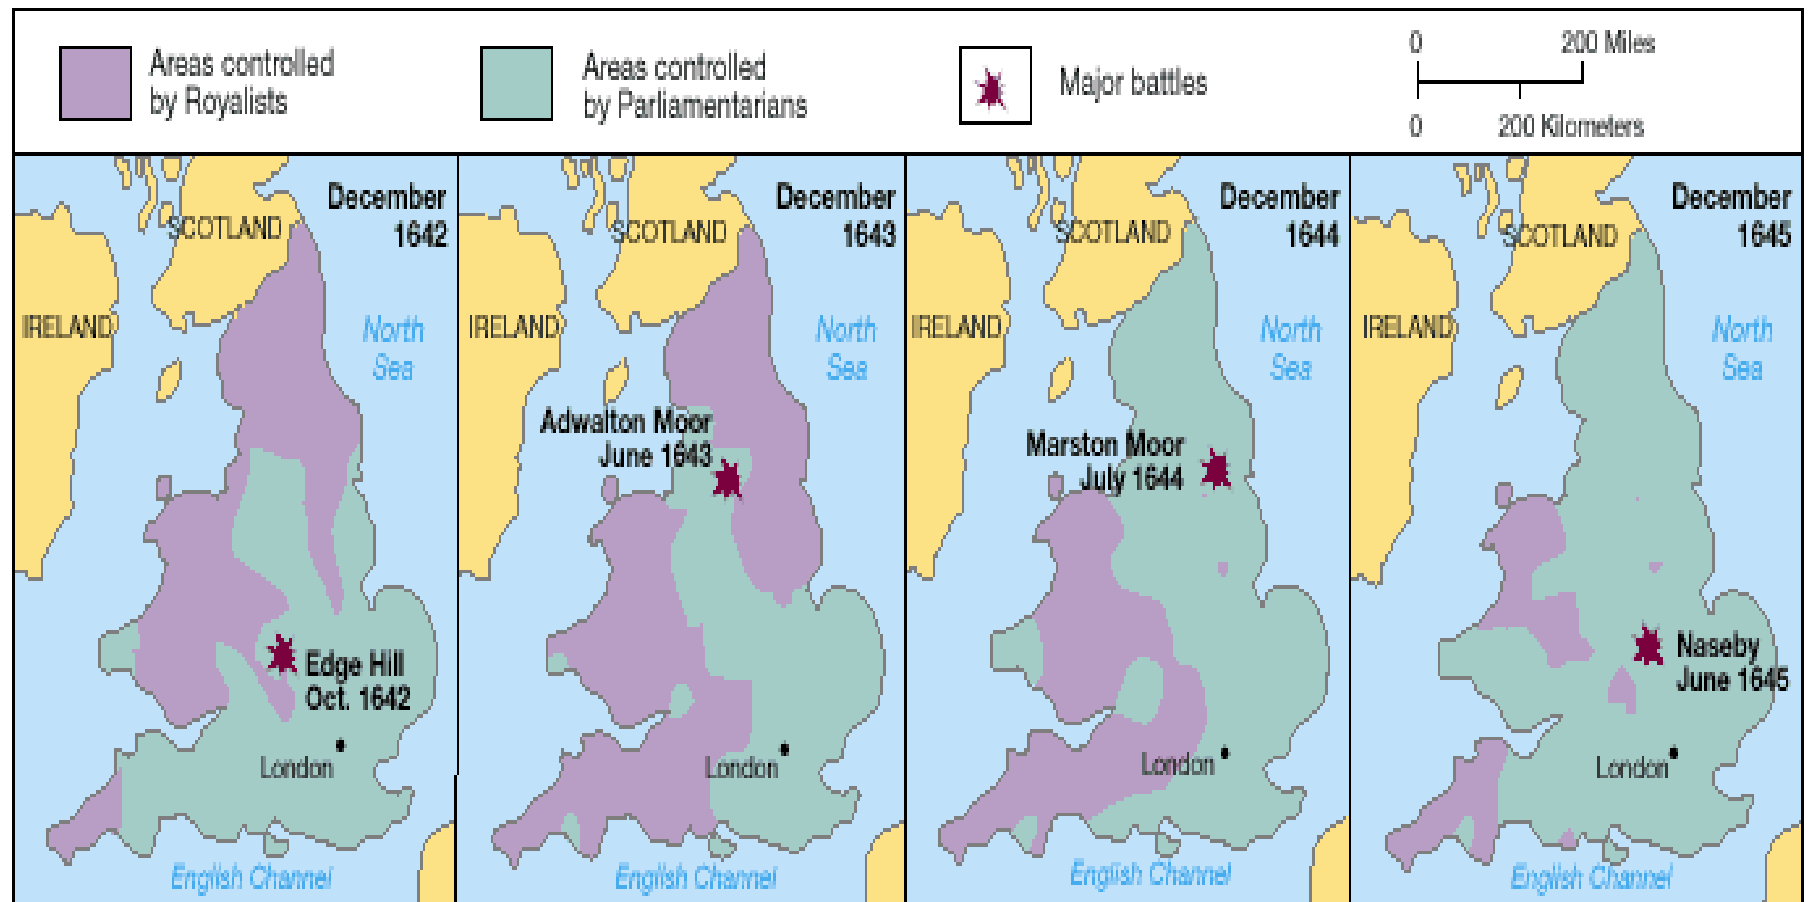 Areas controlled
by Royalists
Areas controlled
by Parliamentarians
Major battles
0 200 Miles
0 200 Kilometers
December
1642
SCOTLAND
IRELAND
North
Sea
Edge Hill
Oct. 1642
London
English Channel
December
1643
SCOTLAND
IRELAND
North
Sea
Adwalton Moor
June 1643
London
English Channel
December
1644
SCOTLAND
IRELAND
North
Sea
Marston Moor
July 1644
London
English Channel
December
1645
SCOTLAND
IRELAND
North
Sea
Naseby
June 1645
London
English Channel